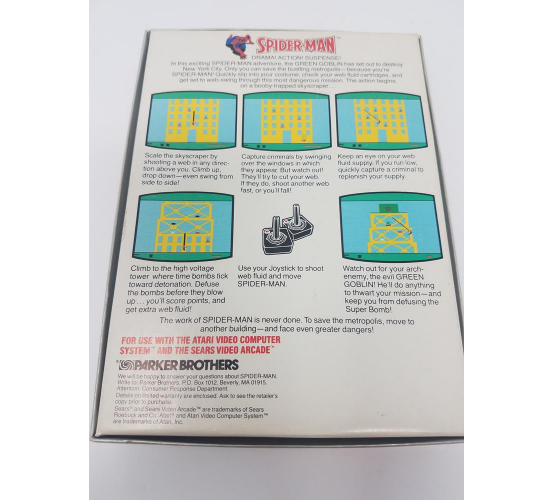 SPIDER-MAN™
DRAMA! ACTION! SUSPENSE!
In this exciting SPIDER-MAN adventure, the GREEN GOBLIN has set out to destroy
New York City. Only you can save the bustling metropolis—because you're
SPIDER-MAN! Quickly slip into your costume, check your web fluid cartridges, and
get set to web swing through this most dangerous mission. The action begins
on a booby-trapped skyscraper...
Scale the skyscraper by
shooting a web in any direc-
tion above you. Climb up,
drop down—even swing from
side to side!
Capture criminals by swinging
over the windows in which
they appear. But watch out!
They'll try to cut your web.
If they do, shoot another web
fast, or you'll fall!
Keep an eye on your web
fluid supply. If you run low,
quickly capture a criminal to
replenish your supply.
Climb to the high voltage
tower where time bombs tick
toward detonation. Defuse
the bombs before they blow
up... you'll score points, and
get extra web fluid!
Use your Joystick to shoot
web fluid and move
SPIDER-MAN.
Watch out for your arch-
enemy, the evil GREEN
GOBLIN! He'll do anything
to thwart your mission—and
keep you from defusing the
Super Bomb!
The work of SPIDER-MAN is never done. To save the metropolis, move to
another building—and face even greater dangers!
FOR USE WITH THE ATARI VIDEO COMPUTER
SYSTEM™ AND THE SEARS VIDEO ARCADE™
PARKER BROTHERS
We will be happy to answer your questions about SPIDER-MAN.
Write to: Parker Brothers, P.O. Box 1012, Beverly, MA 01915.
Attention: Consumer Response Department.
Details on limited warranty are enclosed. Ask to see the retailer's
copy prior to purchase.
Sears® and Sears Video Arcade™ are trademarks of Sears
Roebuck and Co. Atari® and Atari Video Computer System™
are trademarks of Atari, Inc.